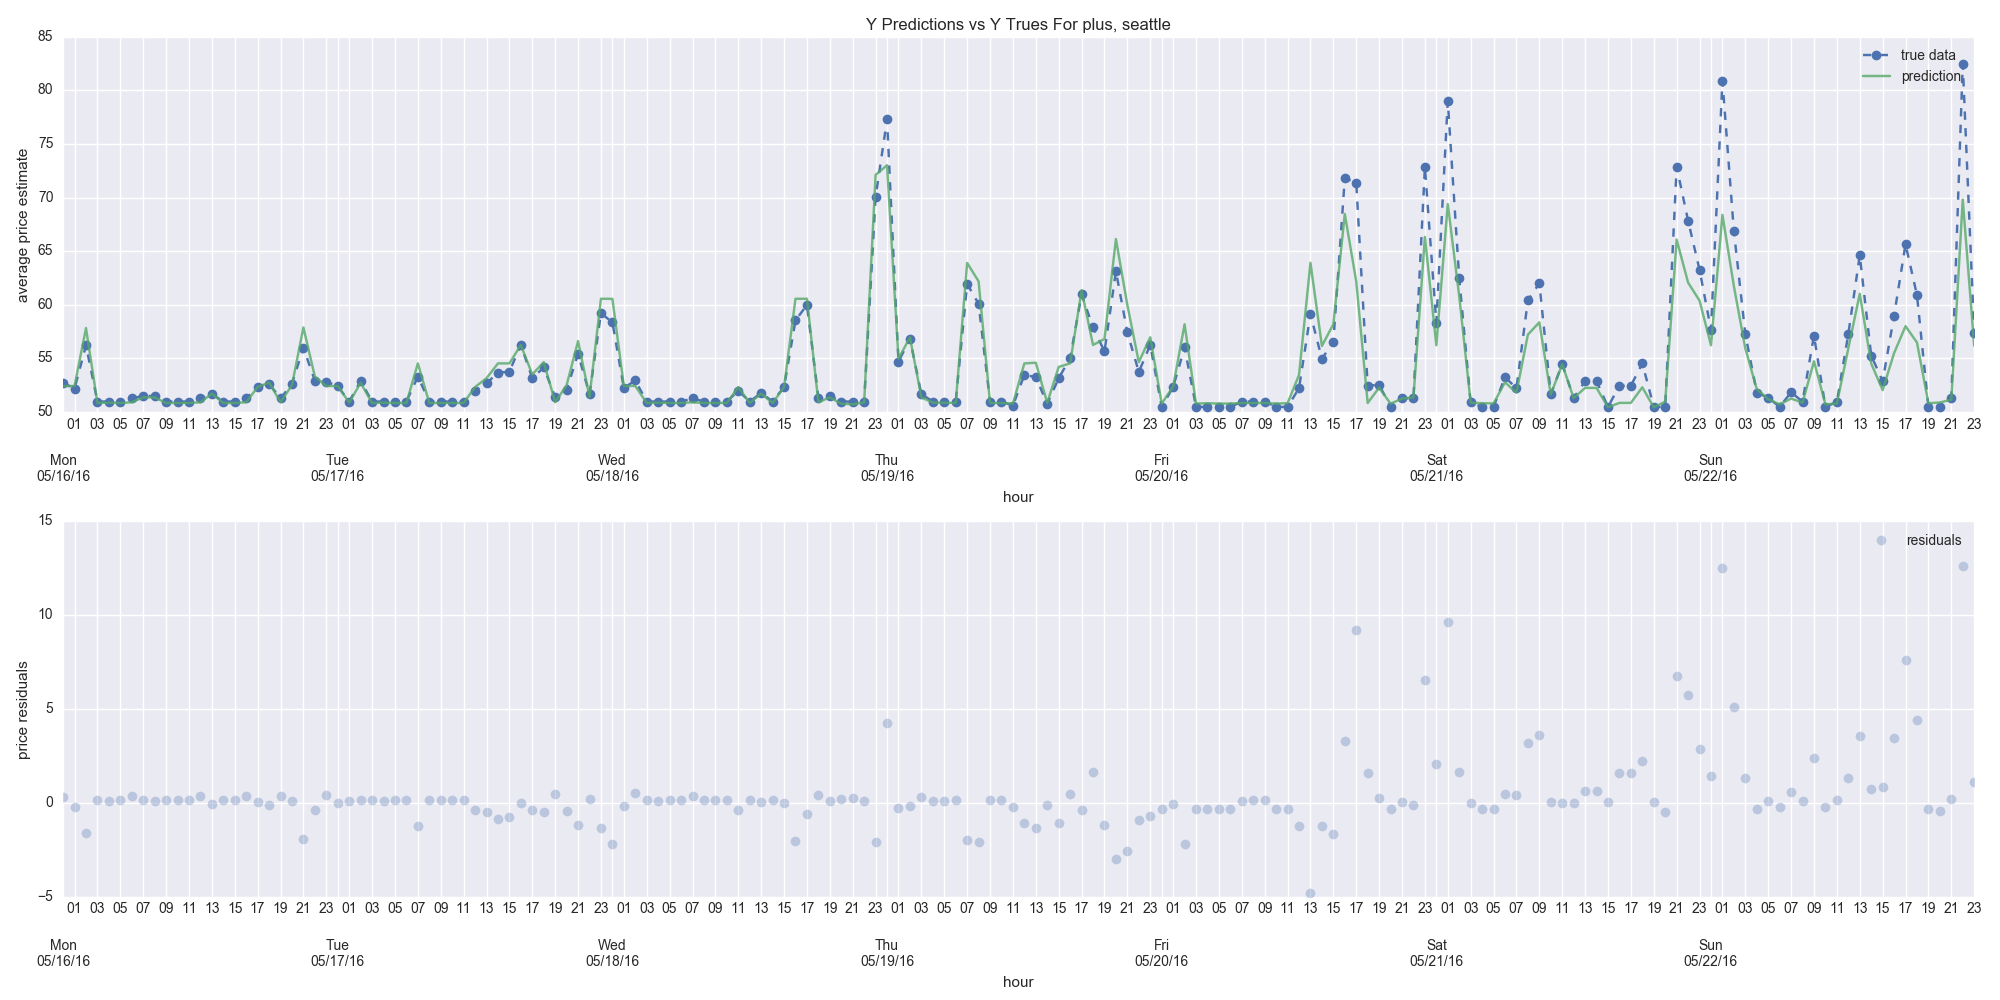 Y Predictions vs Y Trues For plus, seattle
85
80
75
70
65
60
55
50
average price estimate
true data
prediction
01 03 05 07 09 11 13 15 17 19 21 23 01 03 05 07 09 11 13 15 17 19 21 23 01 03 05 07 09 11 13 15 17 19 21 23 01 03 05 07 09 11 13 15 17 19 21 23 01 03 05 07 09 11 13 15 17 19 21 23 01 03 05 07 09 11 13 15 17 19 21 23 01 03 05 07 09 11 13 15 17 19 21 23
Mon Tue Wed Thu Fri Sat Sun
05/16/16 05/17/16 05/18/16 05/19/16 05/20/16 05/21/16 05/22/16
hour
15
10
5
0
−5
price residuals
residuals
01 03 05 07 09 11 13 15 17 19 21 23 01 03 05 07 09 11 13 15 17 19 21 23 01 03 05 07 09 11 13 15 17 19 21 23 01 03 05 07 09 11 13 15 17 19 21 23 01 03 05 07 09 11 13 15 17 19 21 23 01 03 05 07 09 11 13 15 17 19 21 23 01 03 05 07 09 11 13 15 17 19 21 23
Mon Tue Wed Thu Fri Sat Sun
05/16/16 05/17/16 05/18/16 05/19/16 05/20/16 05/21/16 05/22/16
hour